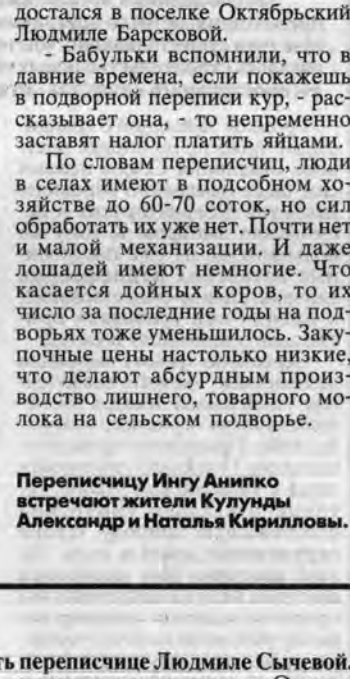 достался в поселке Октябрьский
Людмиле Барсковой.
- Бабульки вспомнили, что в
давние времена, если покажешь
в подворной переписи кур, - рас-
сказывает она, - то непременно
заставят налог платить яйцами.
По словам переписчиц, люди
в селах имеют в подсобном хо-
зяйстве до 60-70 соток, но сил
обработать их уже нет. Почти нет
и малой механизации. И даже
лошадей имеют немногие. Что
касается дойных коров, то их
число за последние годы на под-
ворьях тоже уменьшилось. Заку-
почные цены настолько низкие,
что делают абсурдным произ-
водство лишнего, товарного мо-
лока на сельском подворье.
Переписчицу Ингу Анипко
встречают жители Кулунды
Александр и Наталья Кирилловы.
ть переписчице Людмиле Сычевой.